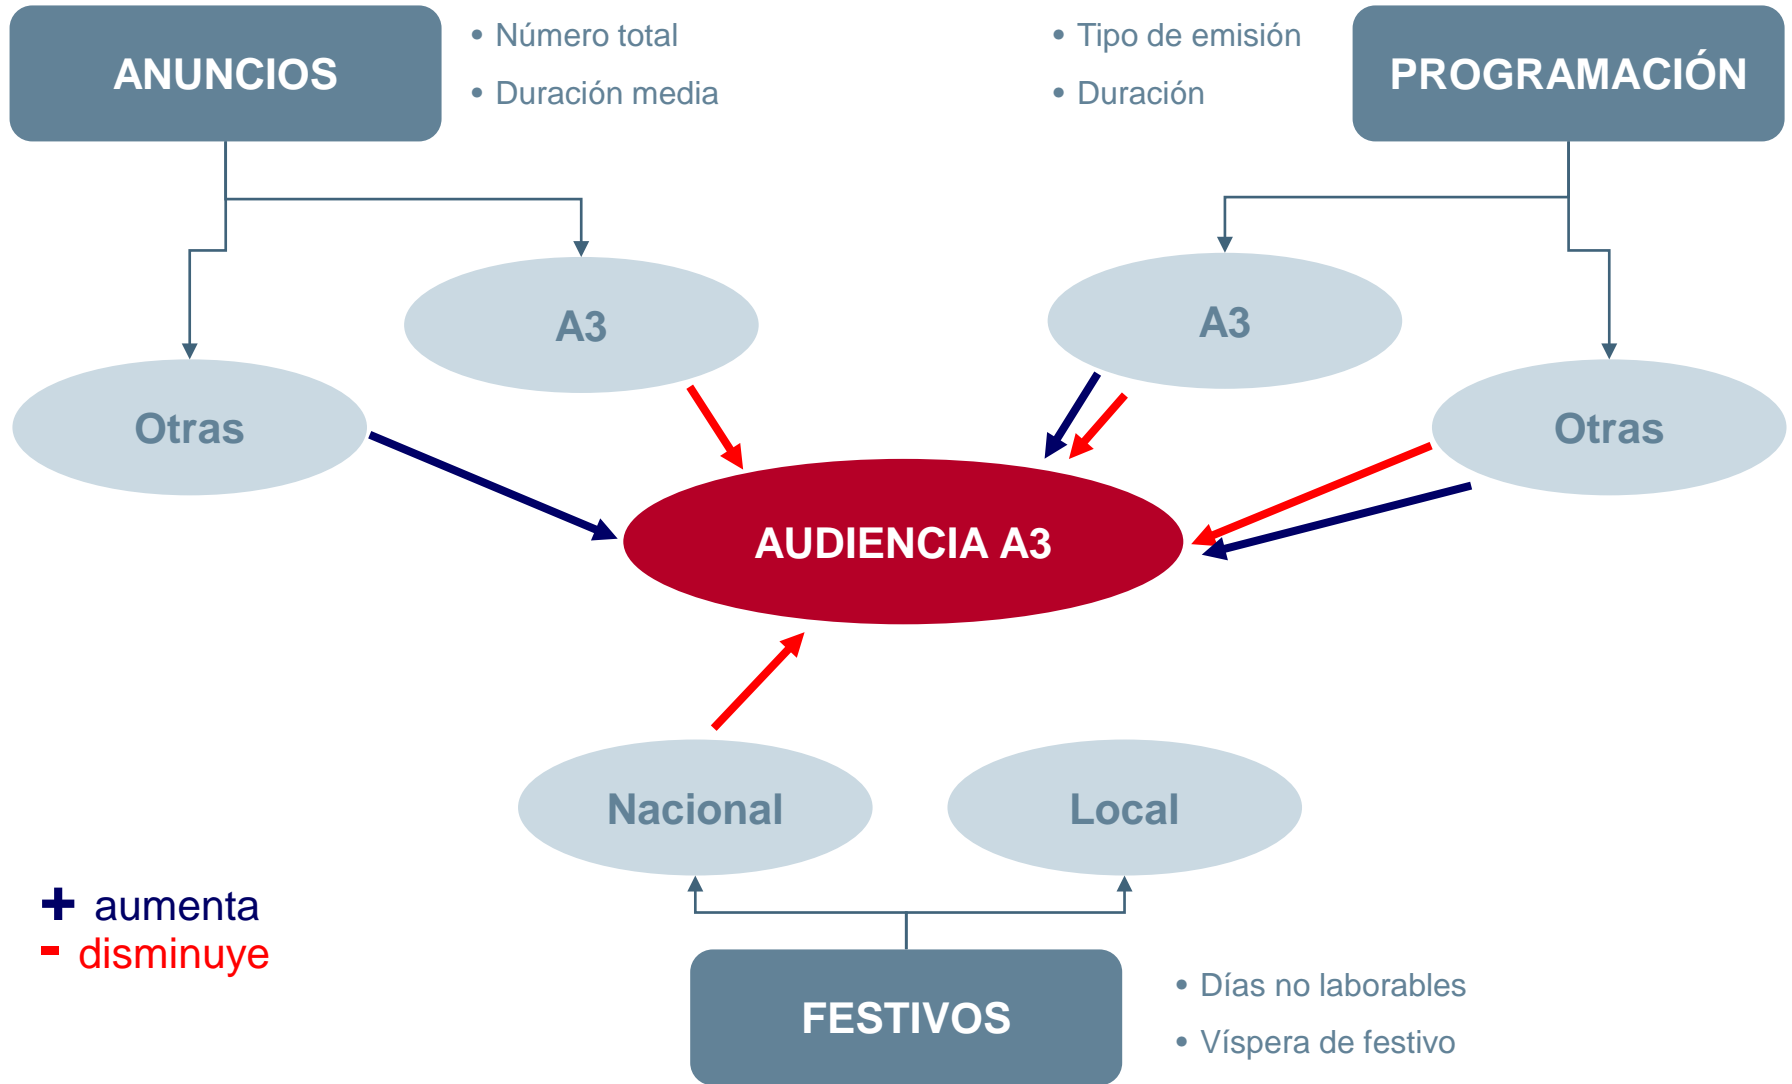 ANUNCIOS
• Número total
• Duración media
• Tipo de emisión
• Duración
PROGRAMACIÓN
A3
A3
Otras
Otras
AUDIENCIA A3
Nacional
Local
+ aumenta
- disminuye
FESTIVOS
• Días no laborables
• Víspera de festivo